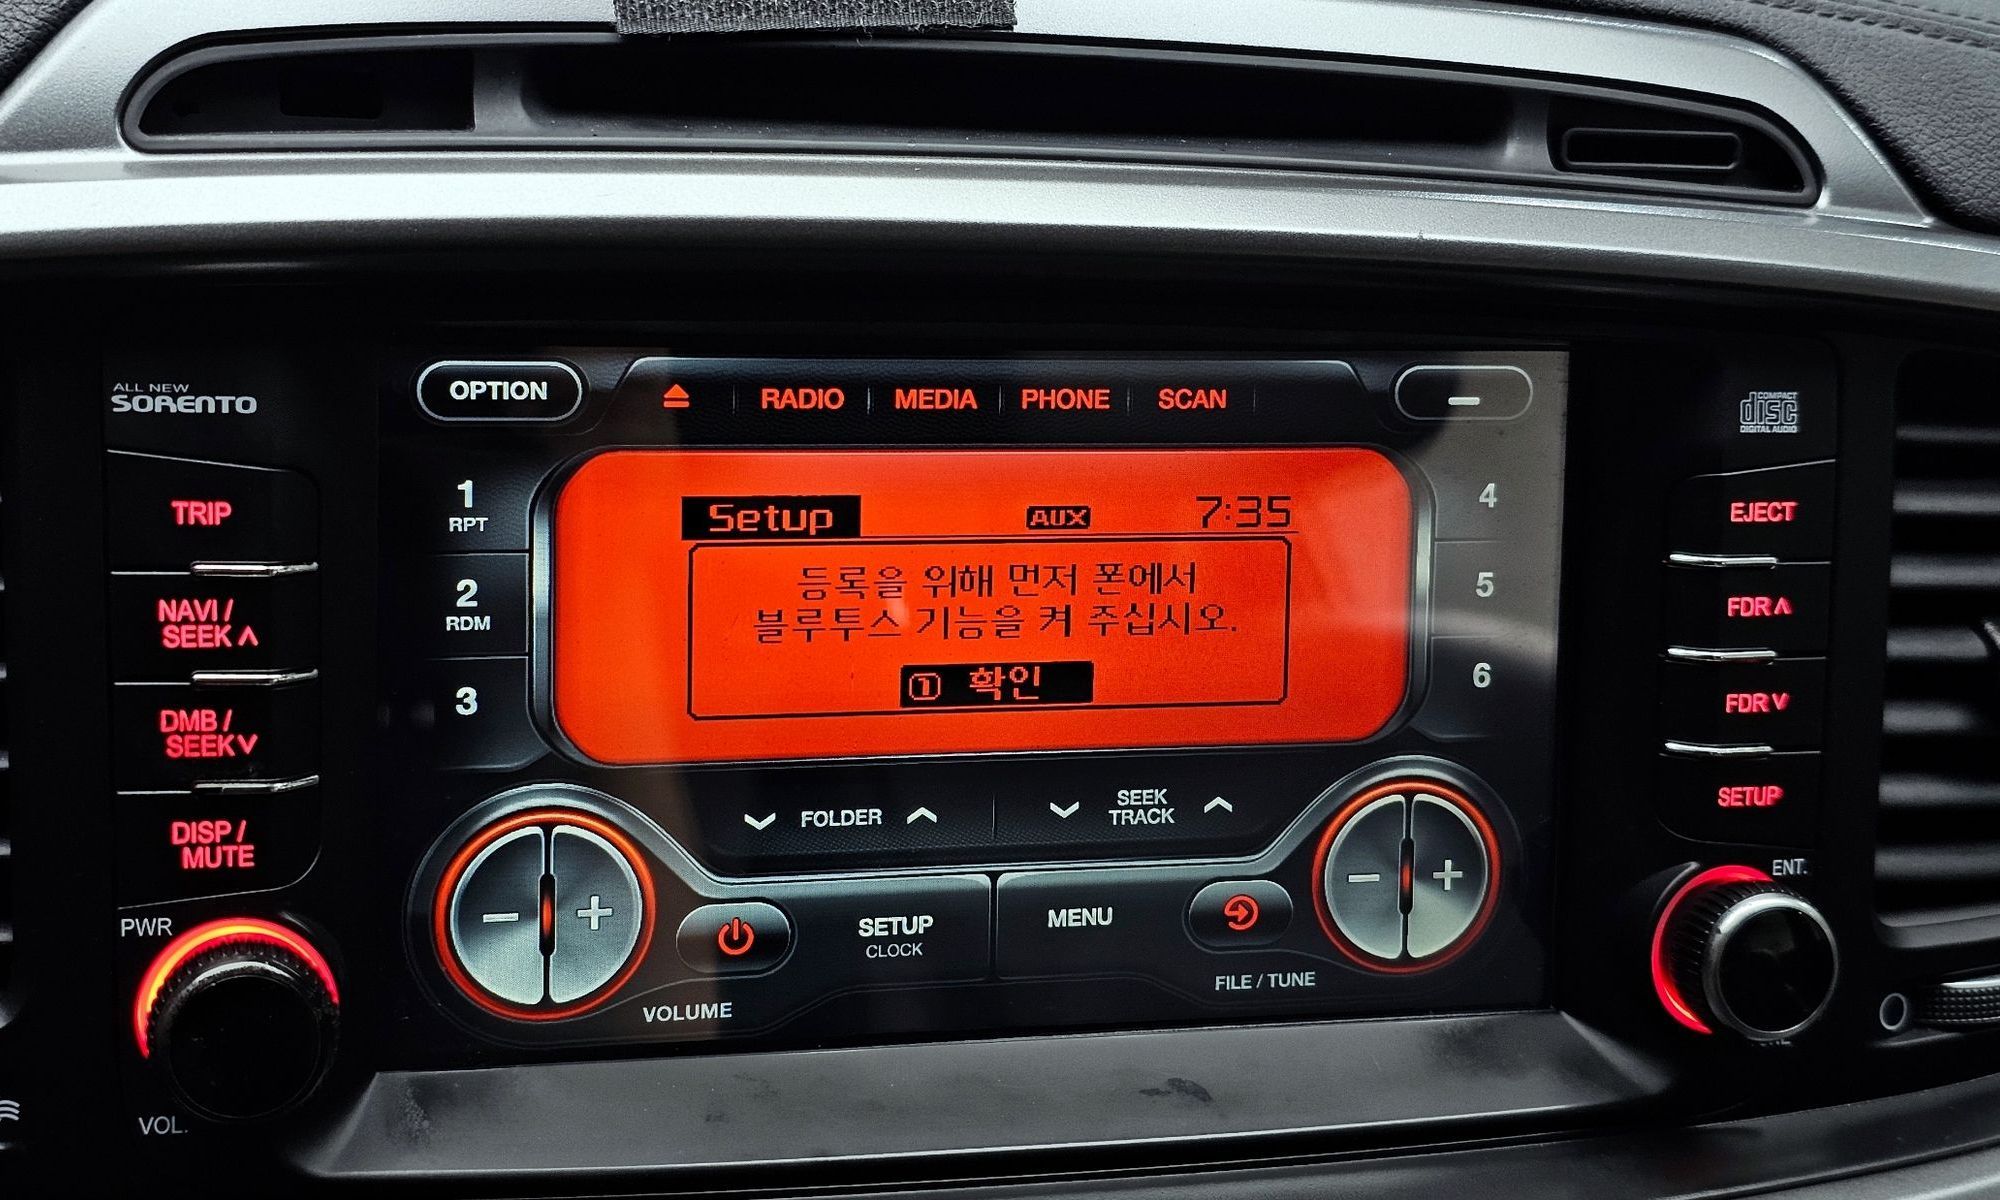 ALL NEW
SORENTO
OPTION
RADIO MEDIA PHONE SCAN
COMPACT
disc
DIGITAL AUDIO
TRIP
NAVI /
SEEK ∧
DMB /
SEEK ∨
DISP /
MUTE
PWR
VOL.
1
RPT
2
RDM
3
Setup AUX 7:35
등록을 위해 먼저 폰에서
블루투스 기능을 켜 주십시오.
① 확인
4
5
6
EJECT
FDR ∧
FDR ∨
SETUP
ENT.
FOLDER
SEEK
TRACK
SETUP
CLOCK
MENU
VOLUME
FILE / TUNE